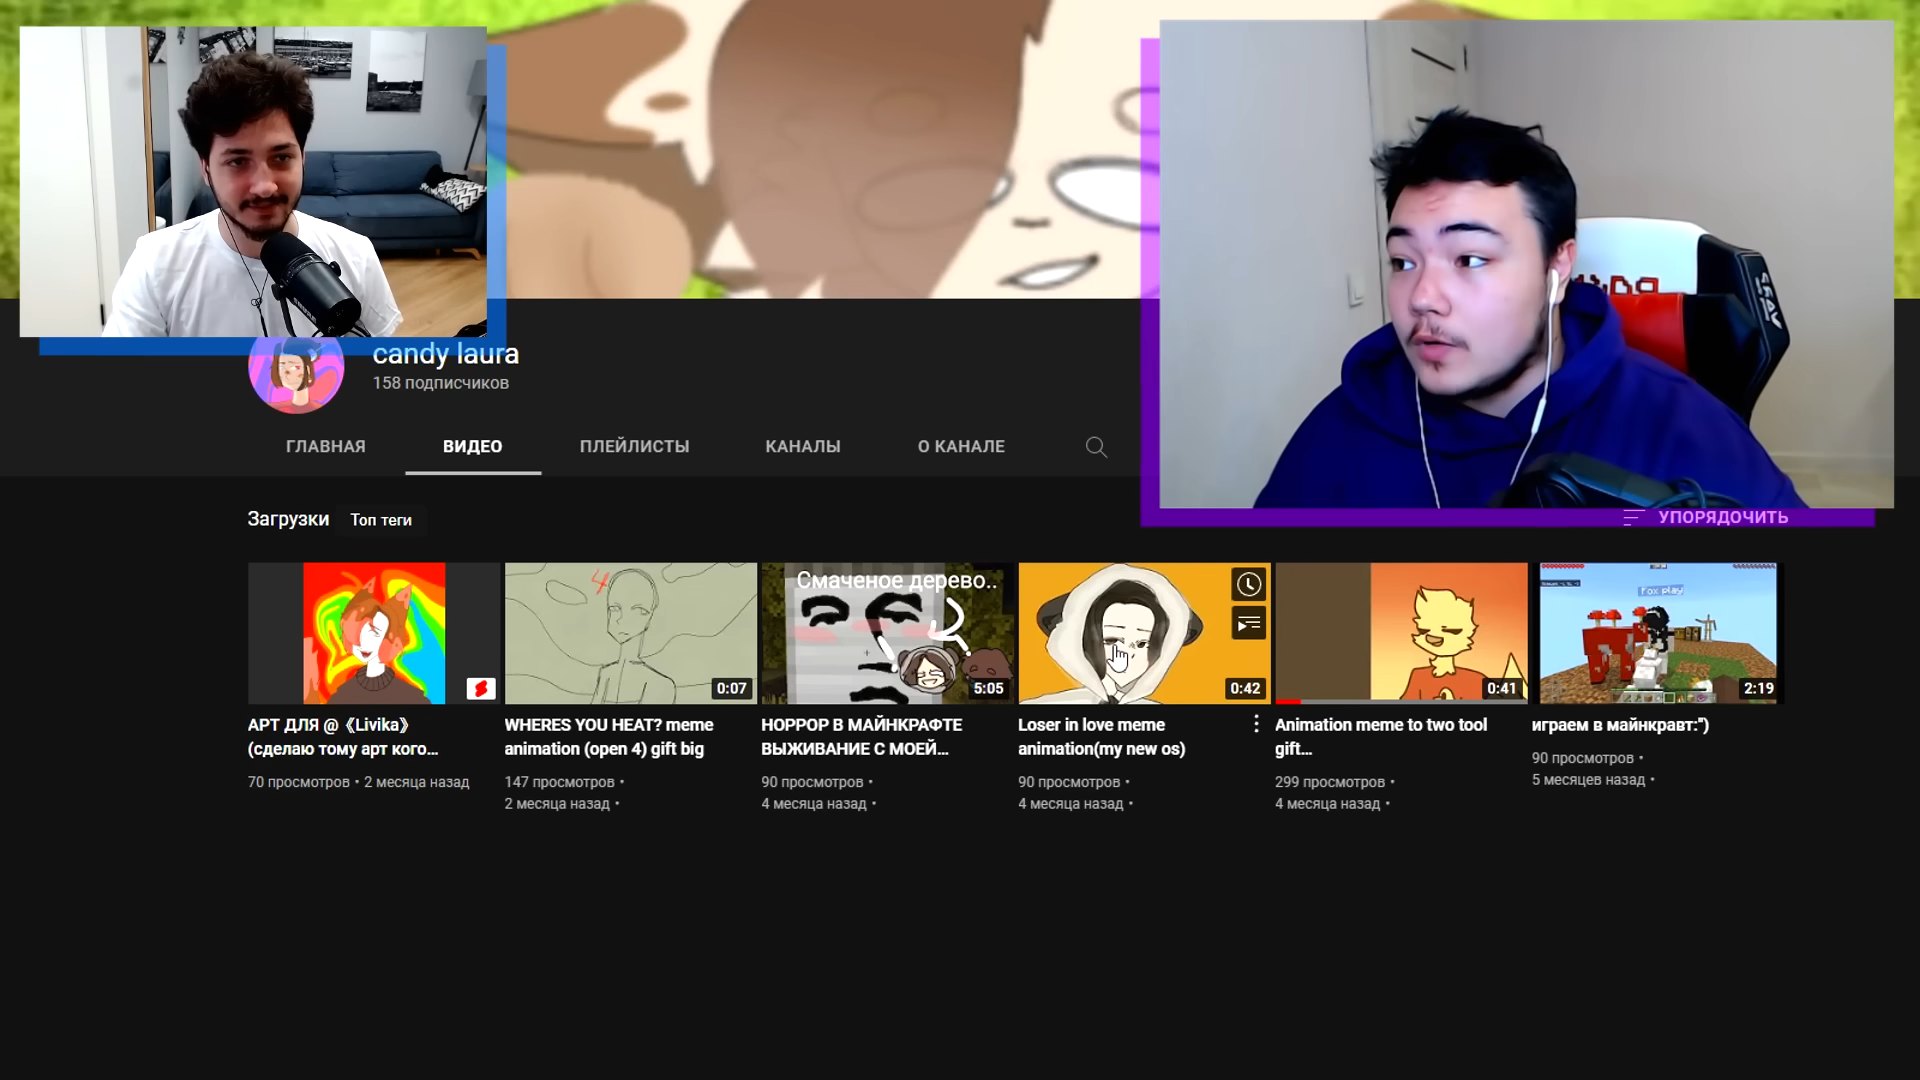 candy laura
158 подписчиков
ГЛАВНАЯ
ВИДЕО
ПЛЕЙЛИСТЫ
КАНАЛЫ
О КАНАЛЕ
Загрузки
Топ теги
УПОРЯДОЧИТЬ
АРТ ДЛЯ @《Livika》
(сделаю тому арт кого...
70 просмотров • 2 месяца назад
4
0:07
WHERES YOU HEAT? meme
animation (open 4) gift big
147 просмотров •
2 месяца назад •
Смаченое дерево..
5:05
НОРРОР В МАЙНКРАФТЕ
ВЫЖИВАНИЕ С МОЕЙ...
90 просмотров •
4 месяца назад •
0:42
Loser in love meme
animation(my new os)
90 просмотров •
4 месяца назад •
0:41
Animation meme to two tool
gift...
299 просмотров •
4 месяца назад •
Fox play
2:19
играем в майнкравт:")
90 просмотров •
5 месяцев назад •